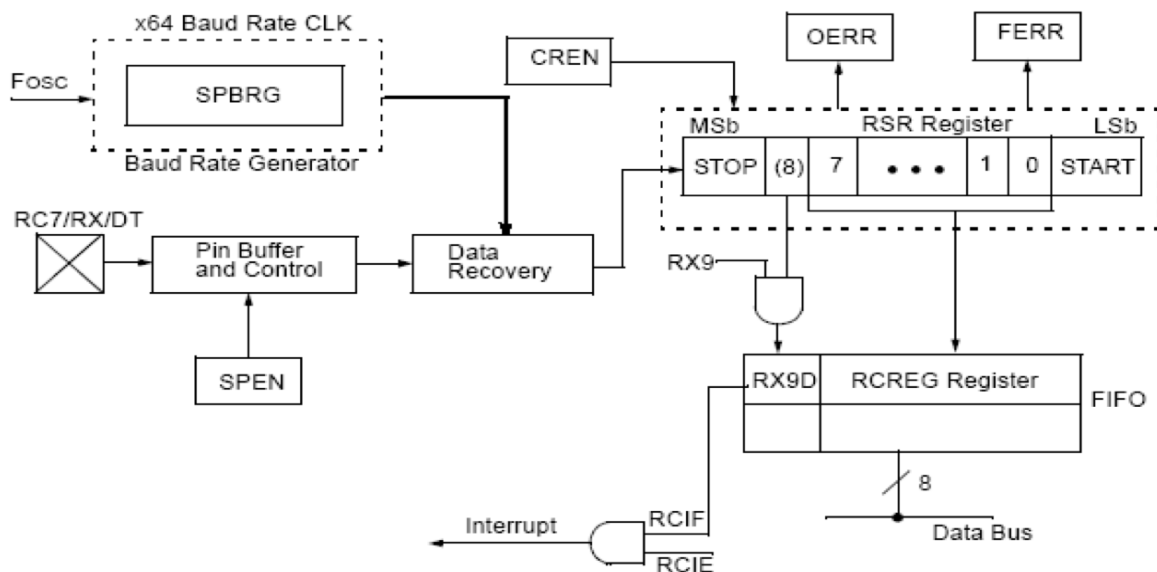 x64 Baud Rate CLK
Fosc
SPBRG
Baud Rate Generator
CREN
OERR
FERR
MSb
RSR Register
LSb
STOP
(8)
7
• • •
1
0
START
RC7/RX/DT
Pin Buffer
and Control
Data
Recovery
SPEN
RX9
RX9D
RCREG Register
FIFO
8
Data Bus
Interrupt
RCIF
RCIE